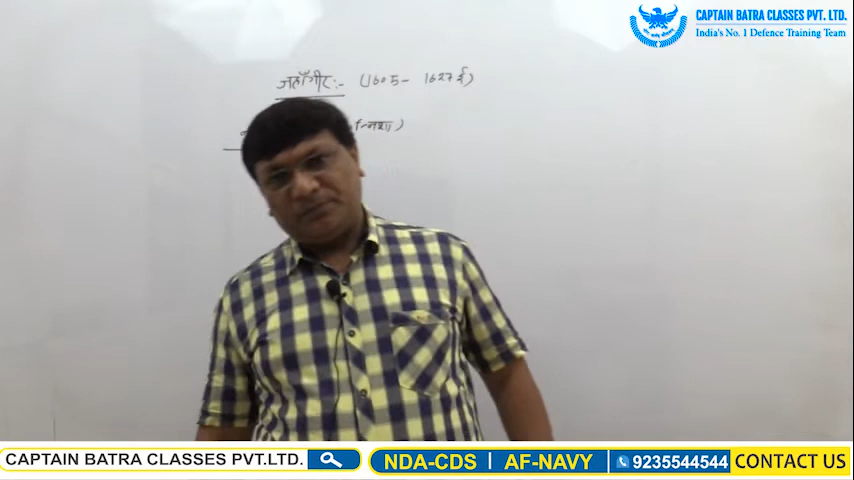 CAPTAIN BATRA CLASSES PVT. LTD.
India's No. 1 Defence Training Team
जहाँगीर:- (1605- 1627 ई)
CAPTAIN BATRA CLASSES PVT.LTD.
NDA-CDS | AF-NAVY
9235544544
CONTACT US